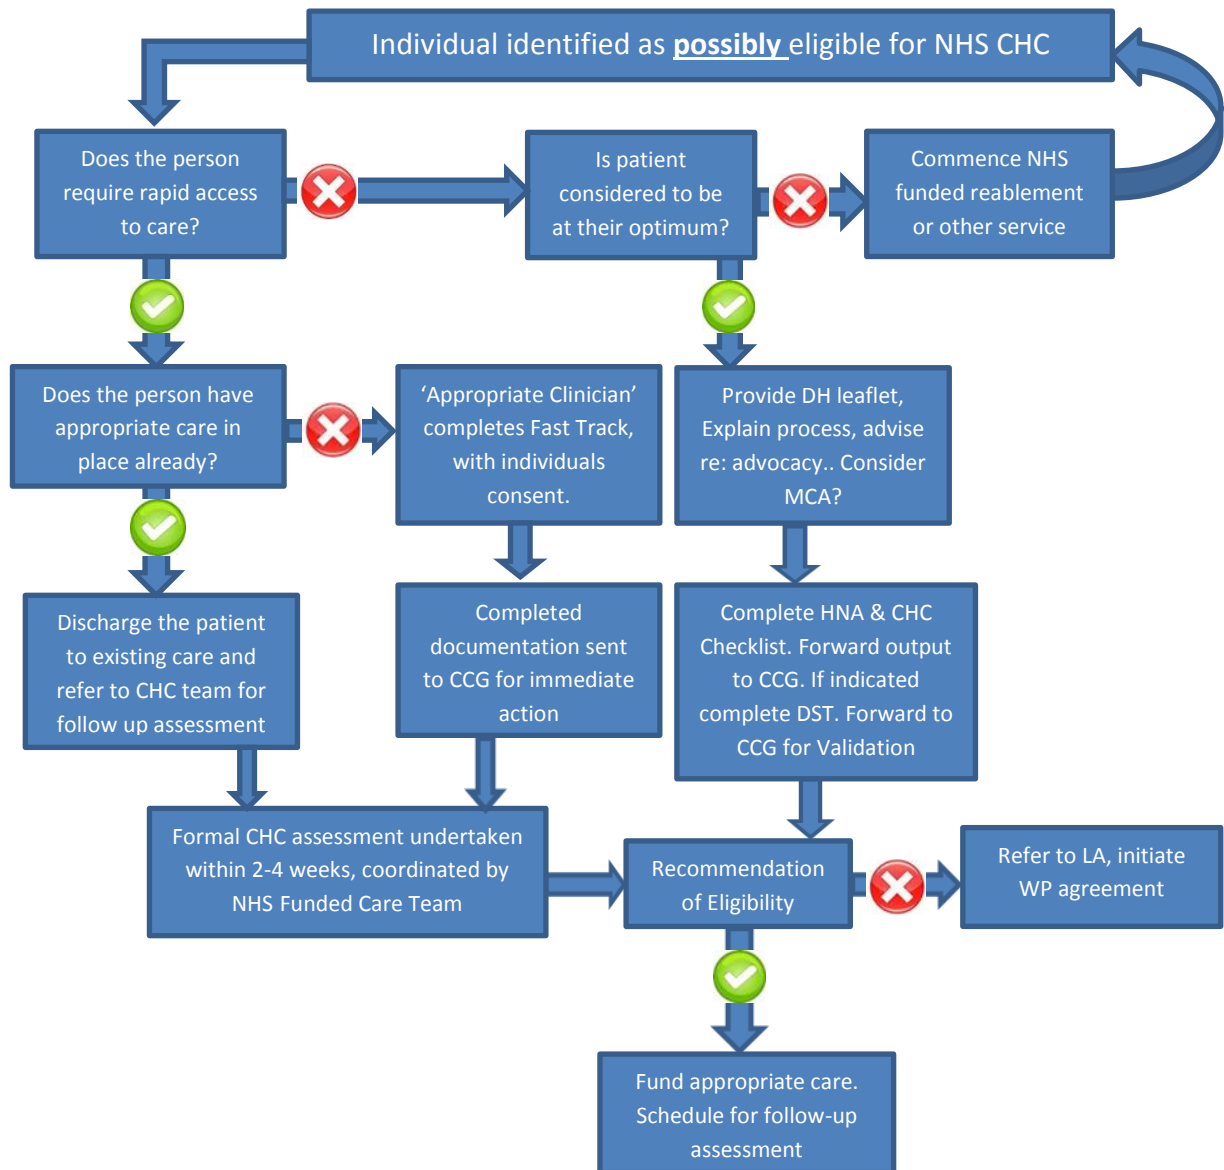 Individual identified as possibly eligible for NHS CHC
Does the person
require rapid access
to care?
Is patient
considered to be
at their optimum?
Commence NHS
funded reablement
or other service
Does the person have
appropriate care in
place already?
‘Appropriate Clinician’
completes Fast Track,
with individuals
consent.
Provide DH leaflet,
Explain process, advise
re: advocacy.. Consider
MCA?
Discharge the patient
to existing care and
refer to CHC team for
follow up assessment
Completed
documentation sent
to CCG for immediate
action
Complete HNA & CHC
Checklist. Forward output
to CCG. If indicated
complete DST. Forward to
CCG for Validation
Formal CHC assessment undertaken
within 2-4 weeks, coordinated by
NHS Funded Care Team
Recommendation
of Eligibility
Refer to LA, initiate
WP agreement
Fund appropriate care.
Schedule for follow-up
assessment